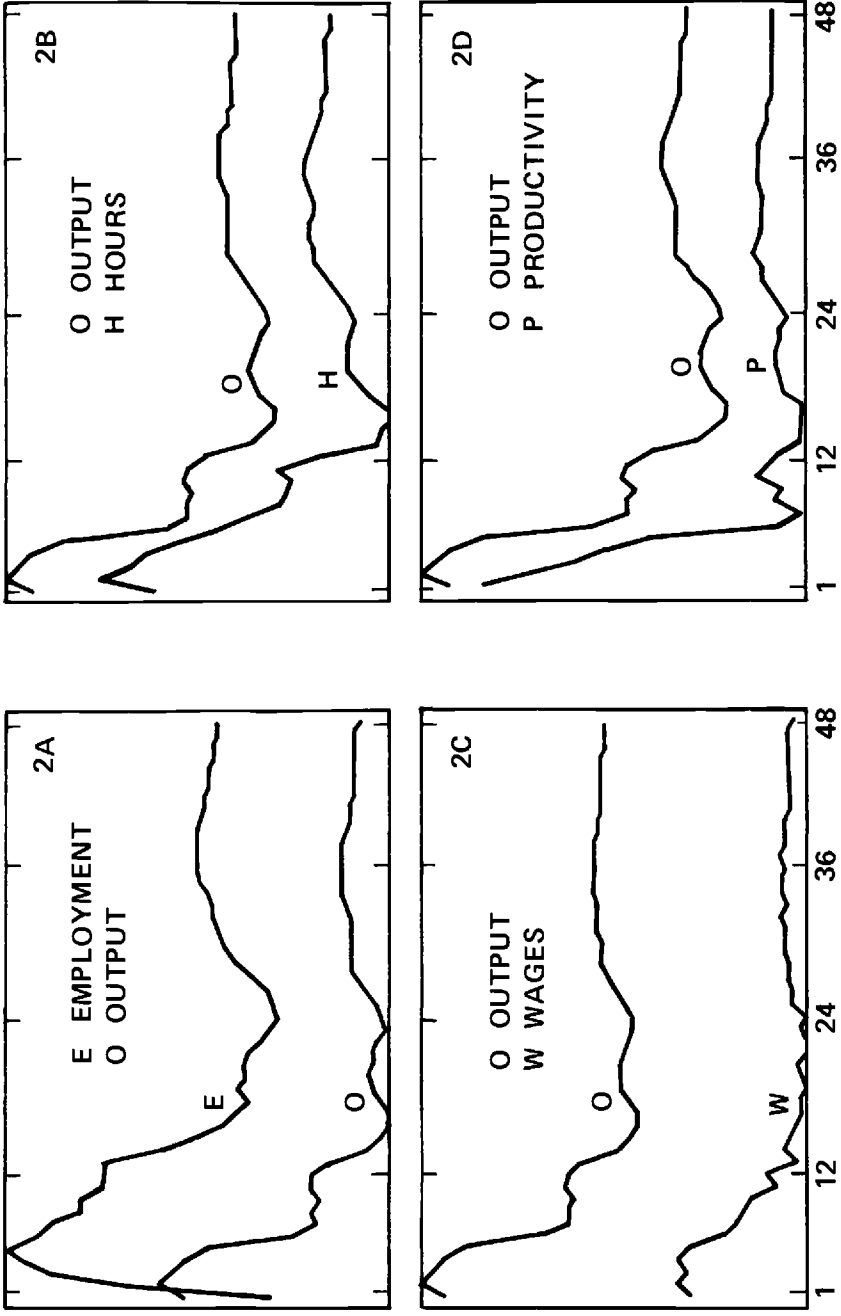 2A
E EMPLOYMENT
O OUTPUT
E
O
2B
O OUTPUT
H HOURS
O
H
2C
O OUTPUT
W WAGES
O
W
1 12 24 36 48
2D
O OUTPUT
P PRODUCTIVITY
O
P
1 12 24 36 48